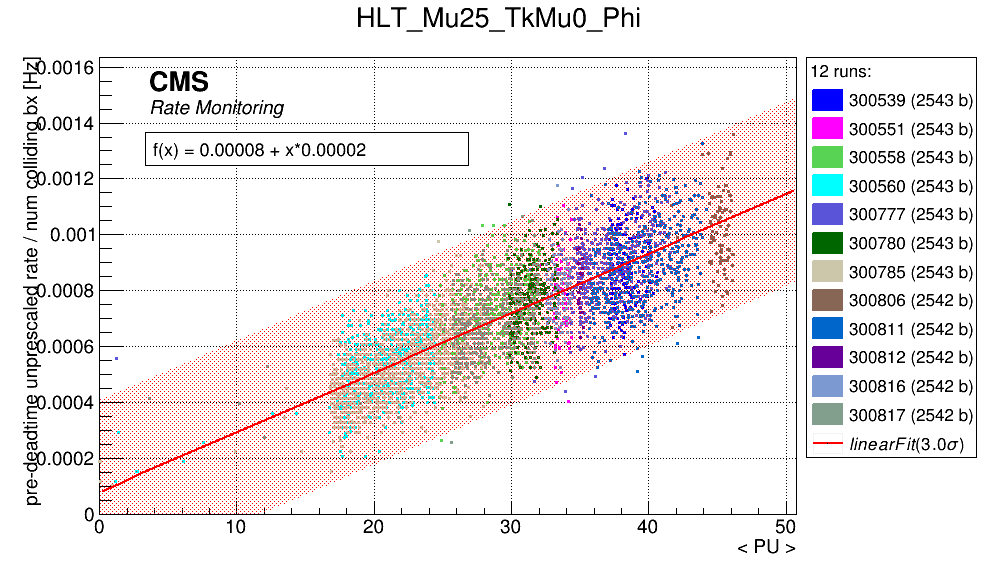 HLT_Mu25_TkMu0_Phi
pre-deadtime unprescaled rate / num colliding bx [Hz]
0.0016
0.0014
0.0012
0.001
0.0008
0.0006
0.0004
0.0002
0
CMS
Rate Monitoring
f(x) = 0.00008 + x*0.00002
0 10 20 30 40 50
< PU >
12 runs:
300539 (2543 b)
300551 (2543 b)
300558 (2543 b)
300560 (2543 b)
300777 (2543 b)
300780 (2543 b)
300785 (2543 b)
300806 (2542 b)
300811 (2542 b)
300812 (2542 b)
300816 (2542 b)
300817 (2542 b)
linearFit(3.0σ)